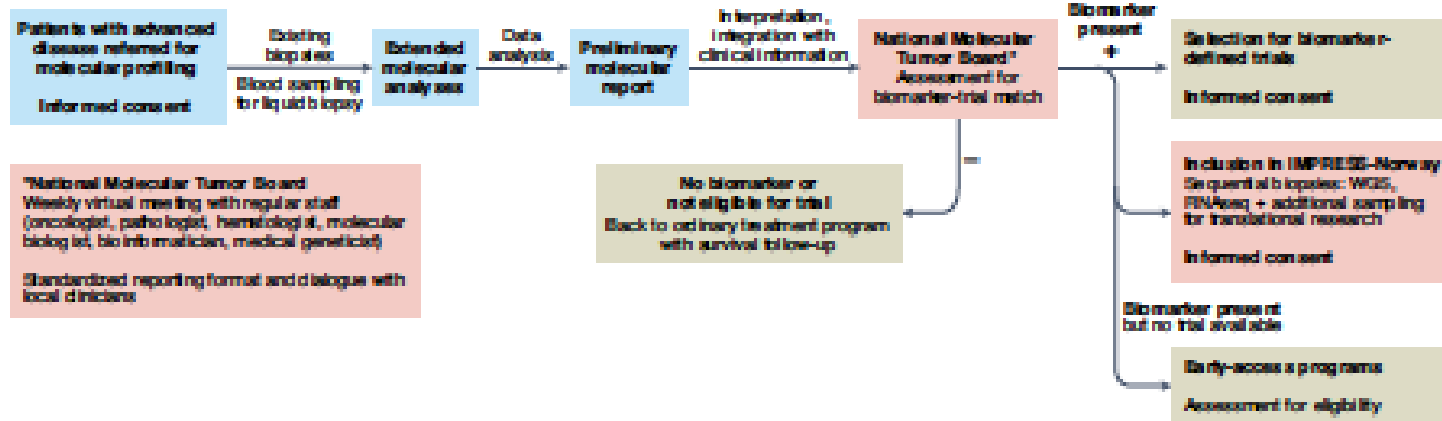 Patients with advanced
disease referred for
molecular profiling
Informed consent
Existing
biopsies
Blood sampling
for liquid biopsy
Extended
molecular
analyses
Data
analysis
Preliminary
molecular
report
Interpretation,
integration with
clinical information
National Molecular
Tumor Board*
Assessment for
biomarker-trial match
Biomarker
present
+
Selection for biomarker-
defined trials
Informed consent
Inclusion in IMPRESS-Norway
Sequential biopsies: WGS,
RNAseq + additional sampling
for translational research
Informed consent
Biomarker present
but no trial available
Early-access programs
Assessment for eligibility
–
No biomarker or
not eligible for trial
Back to ordinary treatment program
with survival follow-up
*National Molecular Tumor Board
Weekly virtual meeting with regular staff
(oncologist, pathologist, hematologist, molecular
biologist, bioinformatician, medical geneticist)
Standardized reporting format and dialogue with
local clinicians